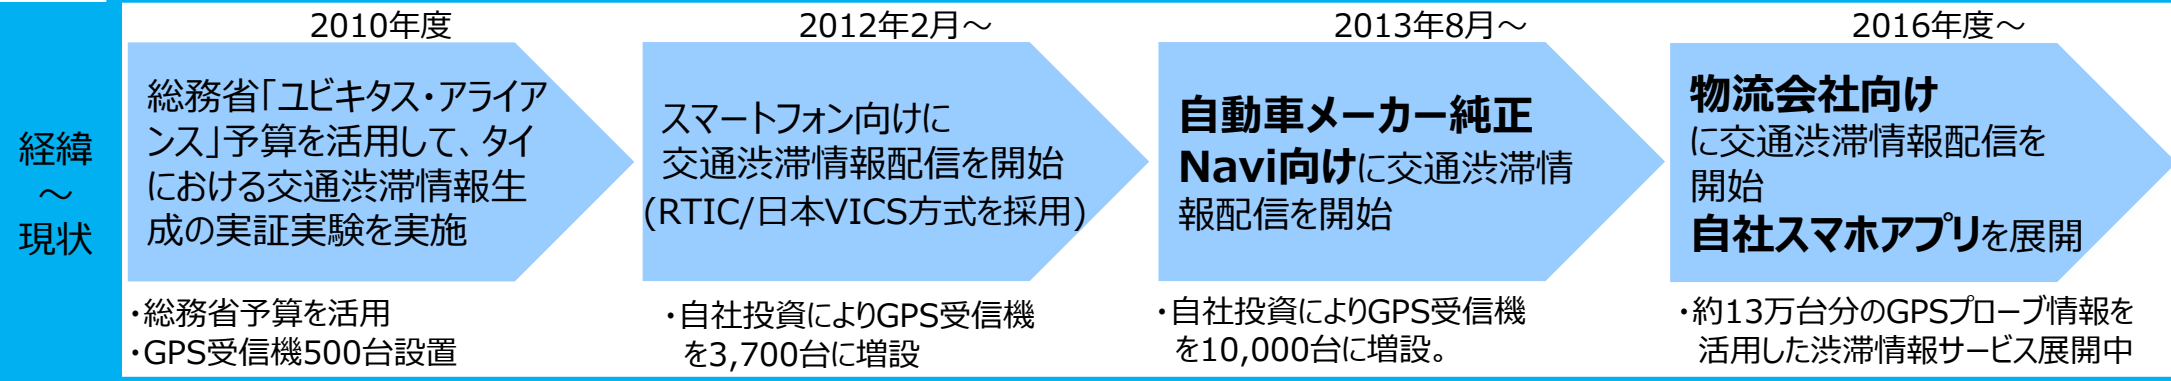 経緯
～
現状
2010年度
総務省｢ユビキタス・アライア
ンス｣予算を活用して、タイ
における交通渋滞情報生
成の実証実験を実施
・総務省予算を活用
・GPS受信機500台設置
2012年2月～
スマートフォン向けに
交通渋滞情報配信を開始
(RTIC/日本VICS方式を採用)
・自社投資によりGPS受信機
を3,700台に増設
2013年8月～
自動車メーカー純正
Navi向けに交通渋滞情
報配信を開始
・自社投資によりGPS受信機
を10,000台に増設。
2016年度～
物流会社向け
に交通渋滞情報配信を
開始
自社スマホアプリを展開
・約13万台分のGPSプローブ情報を
活用した渋滞情報サービス展開中